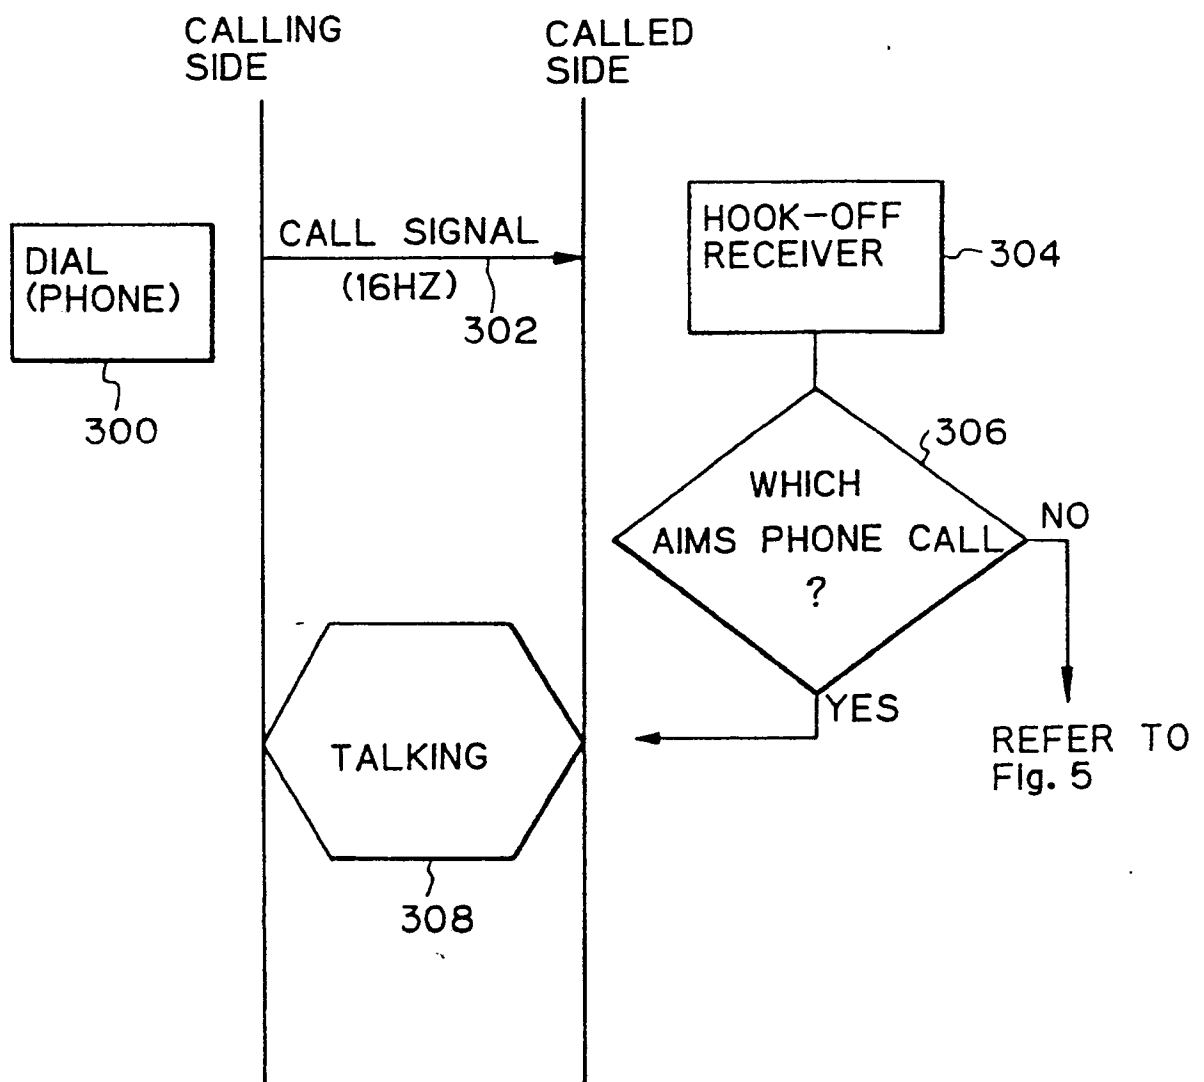 CALLING
SIDE
CALLED
SIDE
DIAL
(PHONE)
300
CALL SIGNAL
(16HZ)
302
HOOK-OFF
RECEIVER
304
306
WHICH
AIMS PHONE CALL
?
NO
YES
REFER TO
Fig. 5
TALKING
308